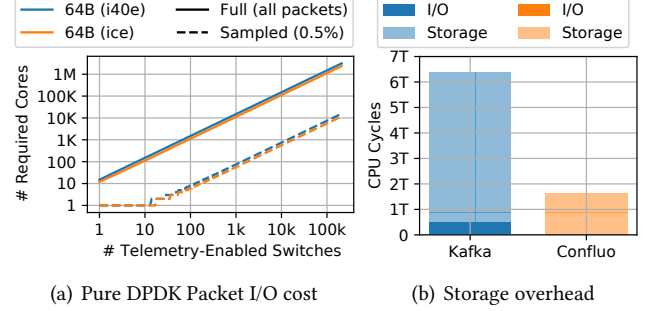 64B (i40e)
64B (ice)
Full (all packets)
Sampled (0.5%)
# Required Cores
1M
100K
10K
1K
100
10
1
1
10
100
1k
10k
100k
# Telemetry-Enabled Switches
(a) Pure DPDK Packet I/O cost
I/O
Storage
I/O
Storage
CPU Cycles
7T
6T
5T
4T
3T
2T
1T
0
Kafka
Confluo
(b) Storage overhead